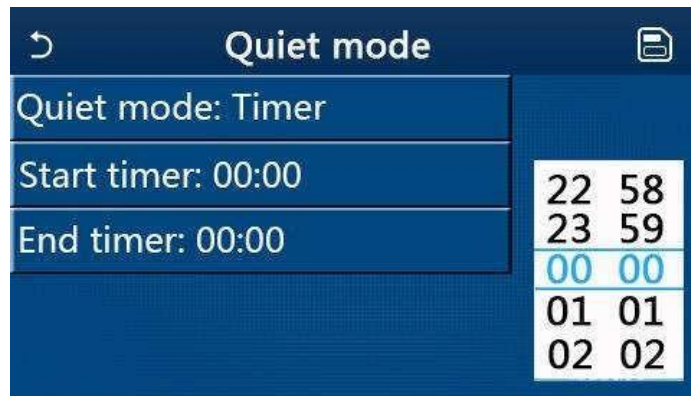 Quiet mode
Quiet mode: Timer
Start timer: 00:00
End timer: 00:00
22 58
23 59
00 00
01 01
02 02